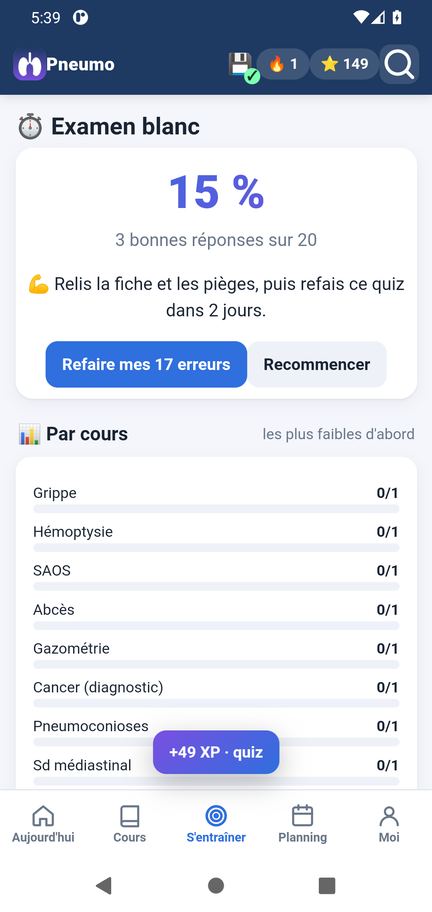 5:39
Pneumo
🔥 1
⭐ 149
⏱️ Examen blanc
15 %
3 bonnes réponses sur 20
💪 Relis la fiche et les pièges, puis refais ce quiz
dans 2 jours.
Refaire mes 17 erreurs
Recommencer
📊 Par cours
les plus faibles d'abord
Grippe 0/1
Hémoptysie 0/1
SAOS 0/1
Abcès 0/1
Gazométrie 0/1
Cancer (diagnostic) 0/1
Pneumoconioses 0/1
+49 XP · quiz
Sd médiastinal 0/1
Aujourd'hui
Cours
S'entraîner
Planning
Moi